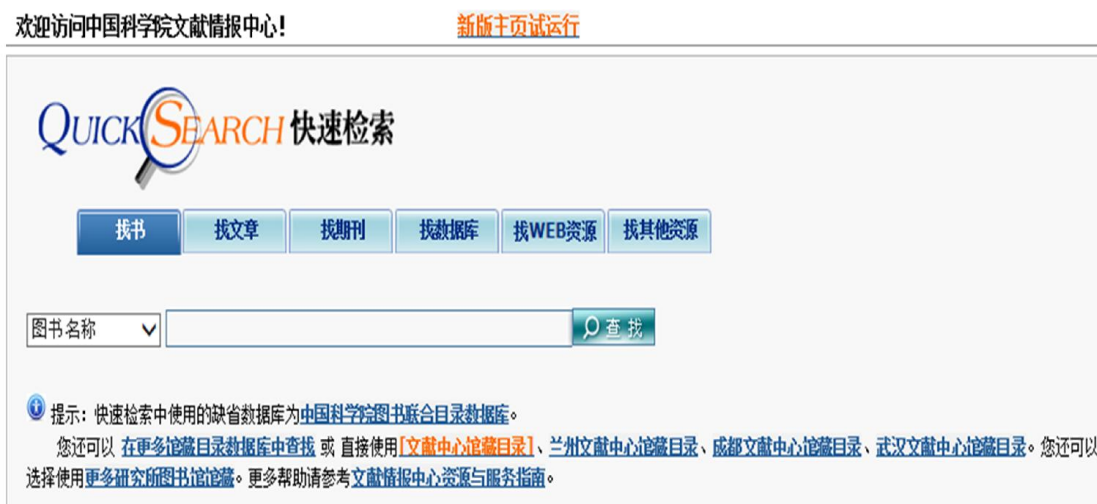 欢迎访问中国科学院文献情报中心! 新版主页试运行
QUICK SEARCH 快速检索
找书 找文章 找期刊 找数据库 找WEB资源 找其他资源
图书名称 查找
提示：快速检索中使用的缺省数据库为中国科学院图书联合目录数据库。
您还可以 在更多馆藏目录数据库中查找 或 直接使用[文献中心馆藏目录]、兰州文献中心馆藏目录、成都文献中心馆藏目录、武汉文献中心馆藏目录。您还可以
选择使用更多研究所图书馆馆藏。更多帮助请参考文献情报中心资源与服务指南。